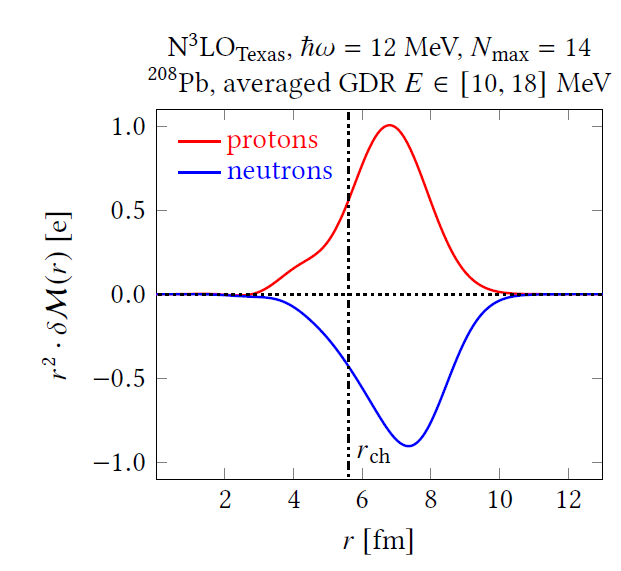 N³LO_Texas, ℏω = 12 MeV, N_max = 14
²⁰⁸Pb, averaged GDR E ∈ [10, 18] MeV
protons
neutrons
1.0
0.5
0.0
−0.5
−1.0
r² · δℳ(r) [e]
r_ch
2 4 6 8 10 12
r [fm]